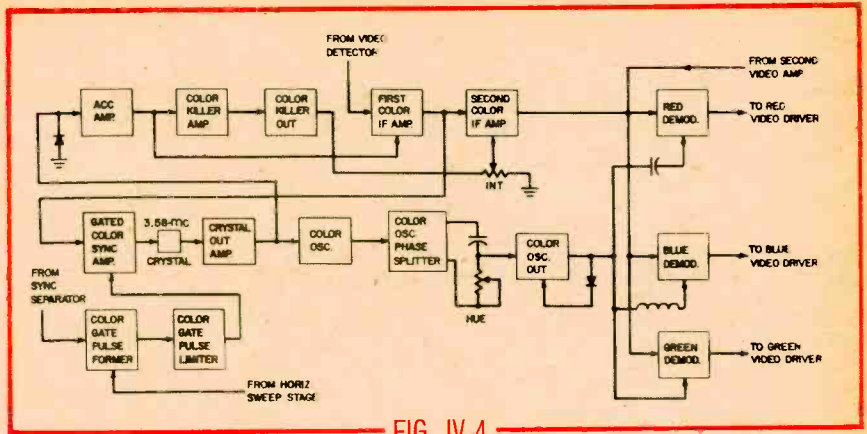 FROM VIDEO
DETECTOR
FROM SECOND
VIDEO AMP
ACC
AMP.
COLOR
KILLER
AMP
COLOR
KILLER
OUT
FIRST
COLOR
IF AMP.
SECOND
COLOR
IF AMP
RED
DEMOD.
TO RED
VIDEO DRIVER
INT
GATED
COLOR
SYNC
AMP.
3.58-MC
CRYSTAL
CRYSTAL
OUT
AMP
COLOR
OSC.
COLOR
OSC
PHASE
SPLITTER
HUE
COLOR
OSC.
OUT
BLUE
DEMOD.
TO BLUE
VIDEO DRIVER
FROM
SYNC
SEPARATOR
COLOR
GATE
PULSE
FORMER
COLOR
GATE
PULSE
LIMITER
GREEN
DEMOD.
TO GREEN
VIDEO DRIVER
FROM HORIZ
SWEEP STAGE
FIG. IV-4